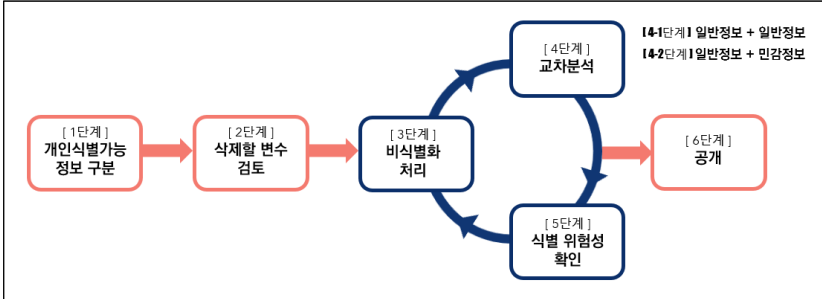 [ 1단계 ]
개인식별가능
정보 구분
[ 2단계 ]
삭제할 변수
검토
[ 3단계 ]
비식별화
처리
[ 4단계 ]
교차분석
[ 4-1단계 ] 일반정보 + 일반정보
[ 4-2단계 ] 일반정보 + 민감정보
[ 5단계 ]
식별 위험성
확인
[ 6단계 ]
공개